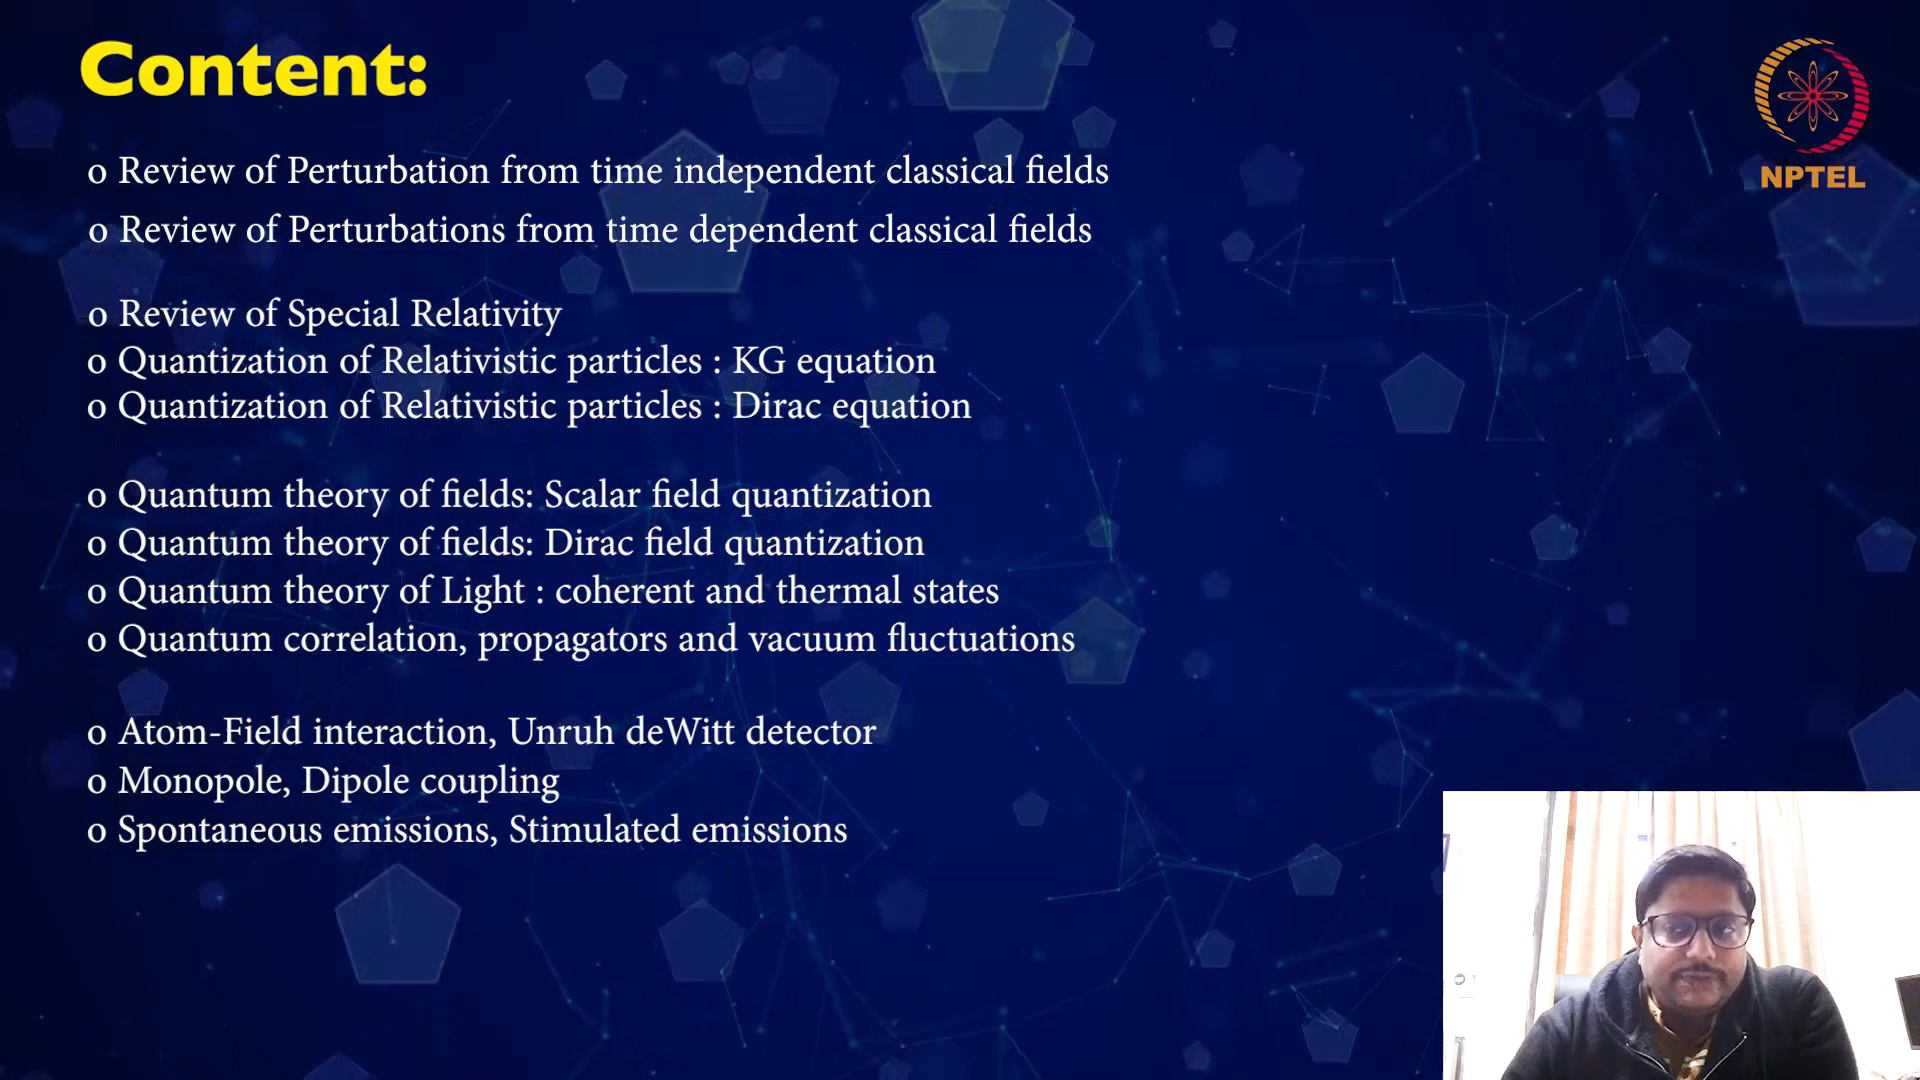 Content:
o Review of Perturbation from time independent classical fields
o Review of Perturbations from time dependent classical fields
o Review of Special Relativity
o Quantization of Relativistic particles : KG equation
o Quantization of Relativistic particles : Dirac equation
o Quantum theory of fields: Scalar field quantization
o Quantum theory of fields: Dirac field quantization
o Quantum theory of Light : coherent and thermal states
o Quantum correlation, propagators and vacuum fluctuations
o Atom-Field interaction, Unruh deWitt detector
o Monopole, Dipole coupling
o Spontaneous emissions, Stimulated emissions
NPTEL